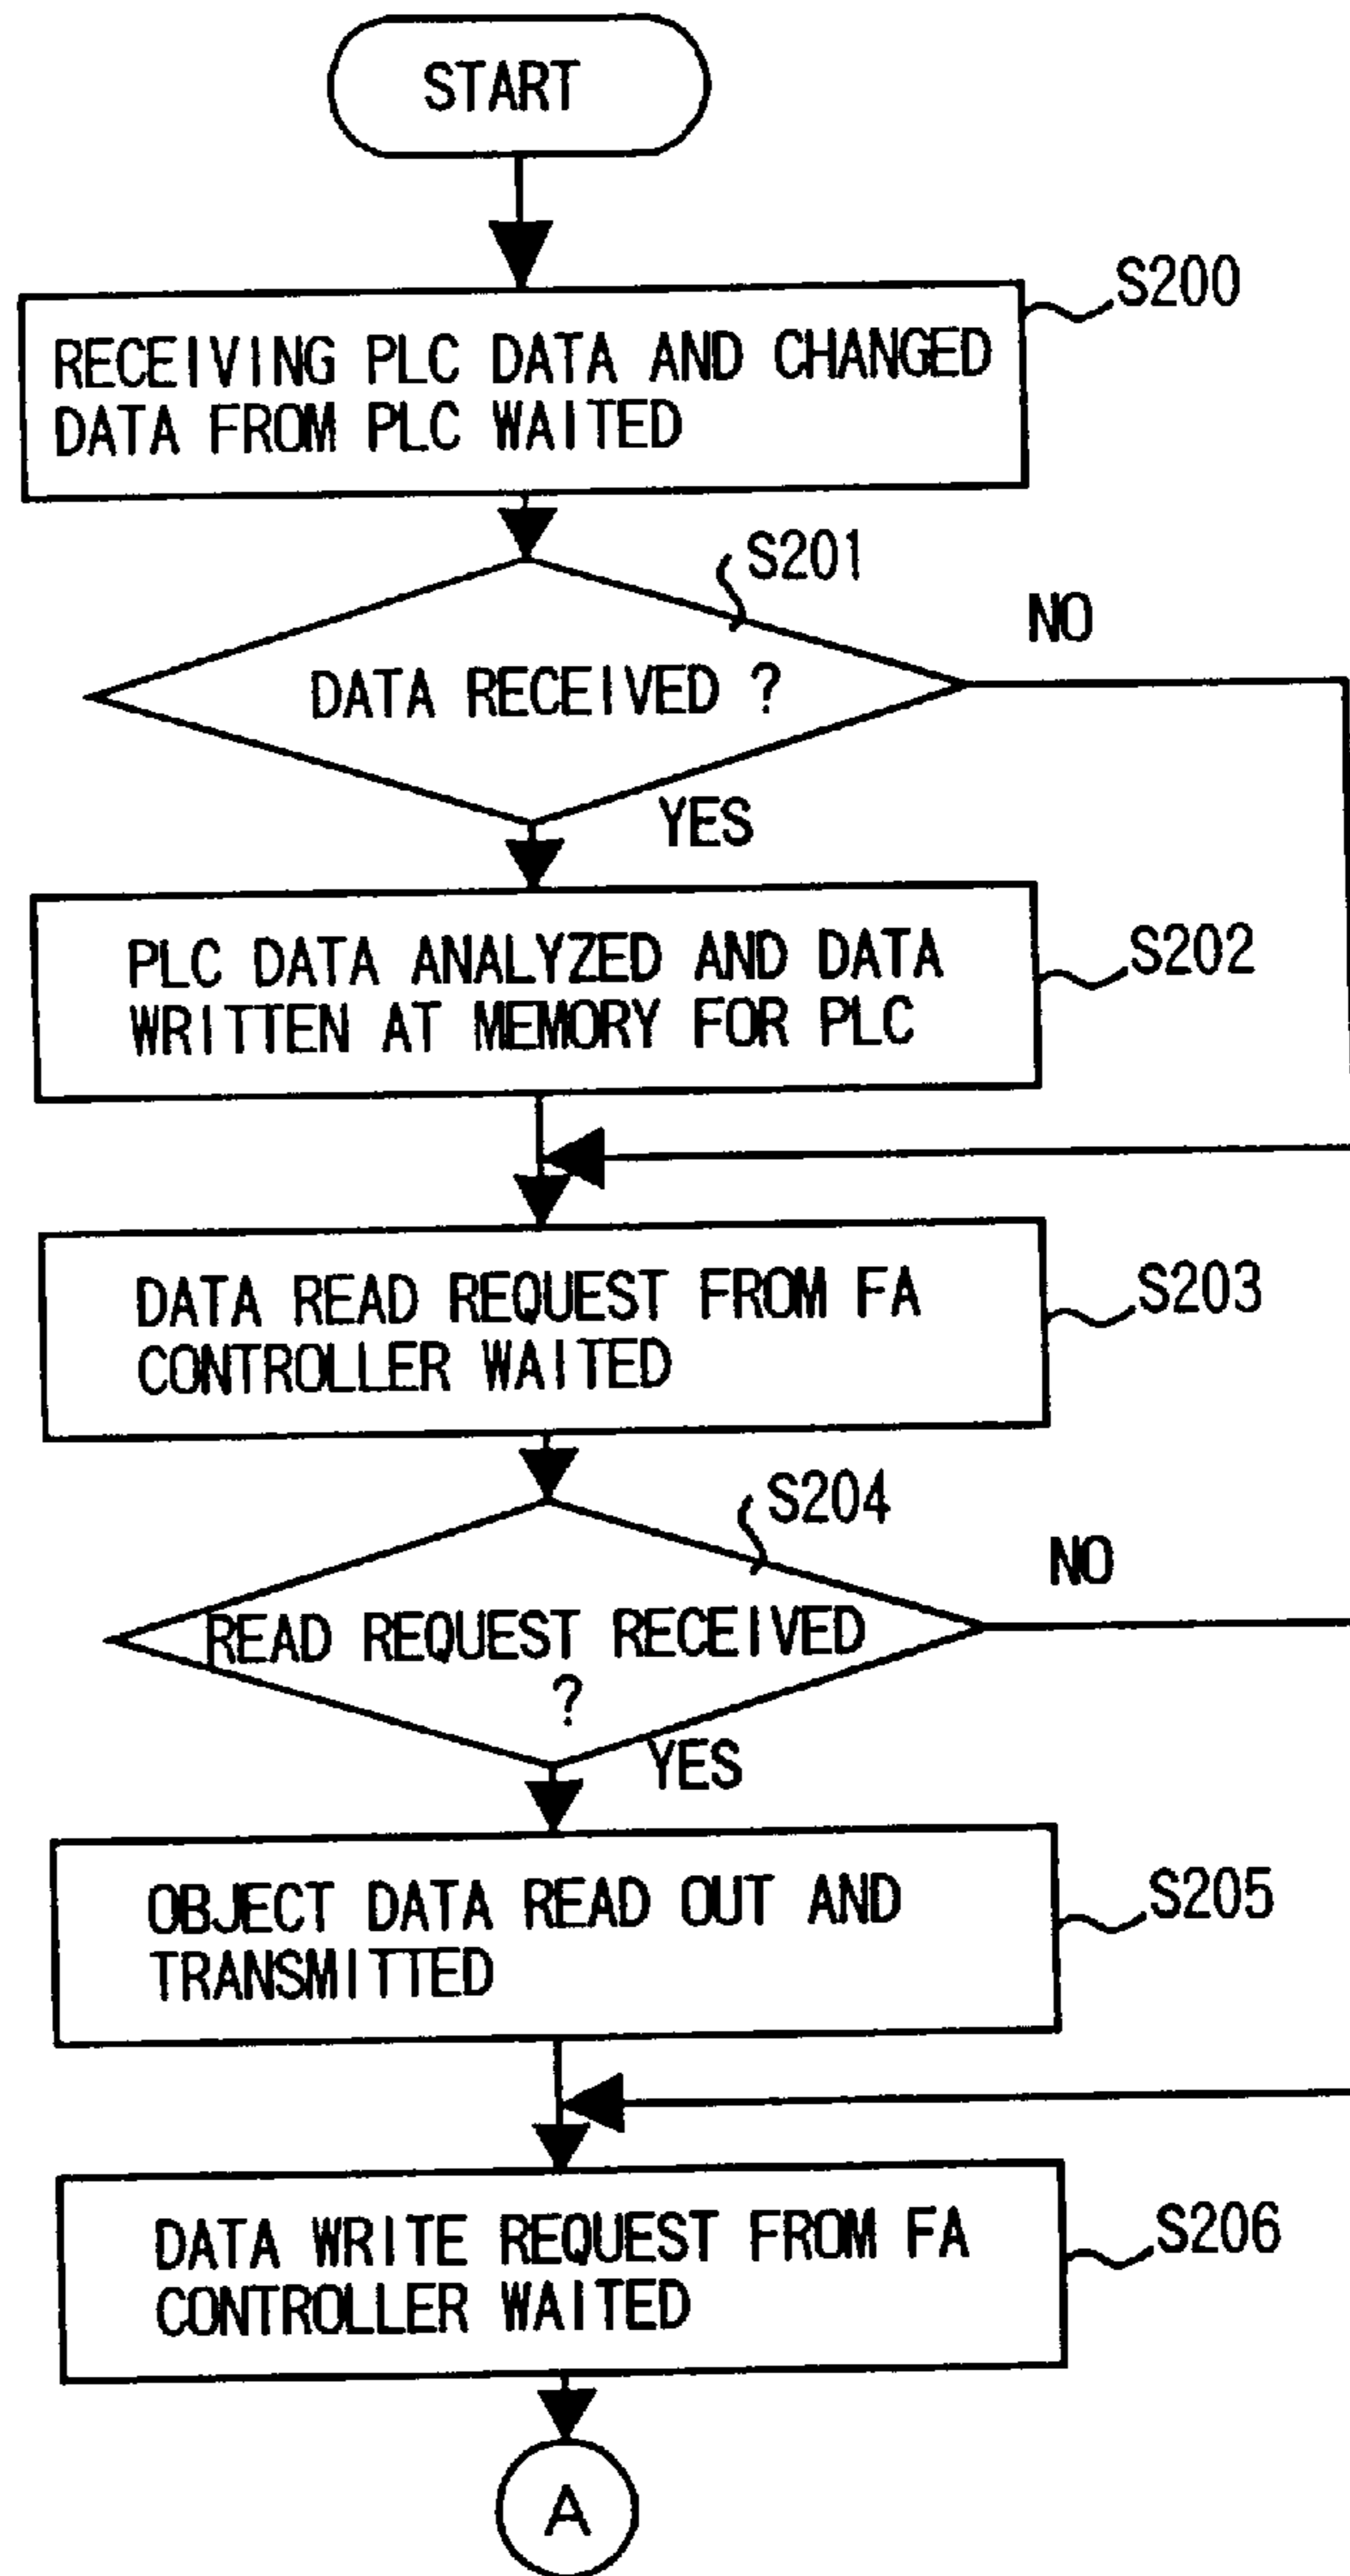 START
S200
RECEIVING PLC DATA AND CHANGED
DATA FROM PLC WAITED
S201
NO
DATA RECEIVED ?
YES
S202
PLC DATA ANALYZED AND DATA
WRITTEN AT MEMORY FOR PLC
S203
DATA READ REQUEST FROM FA
CONTROLLER WAITED
S204
NO
READ REQUEST RECEIVED
?
YES
S205
OBJECT DATA READ OUT AND
TRANSMITTED
S206
DATA WRITE REQUEST FROM FA
CONTROLLER WAITED
A